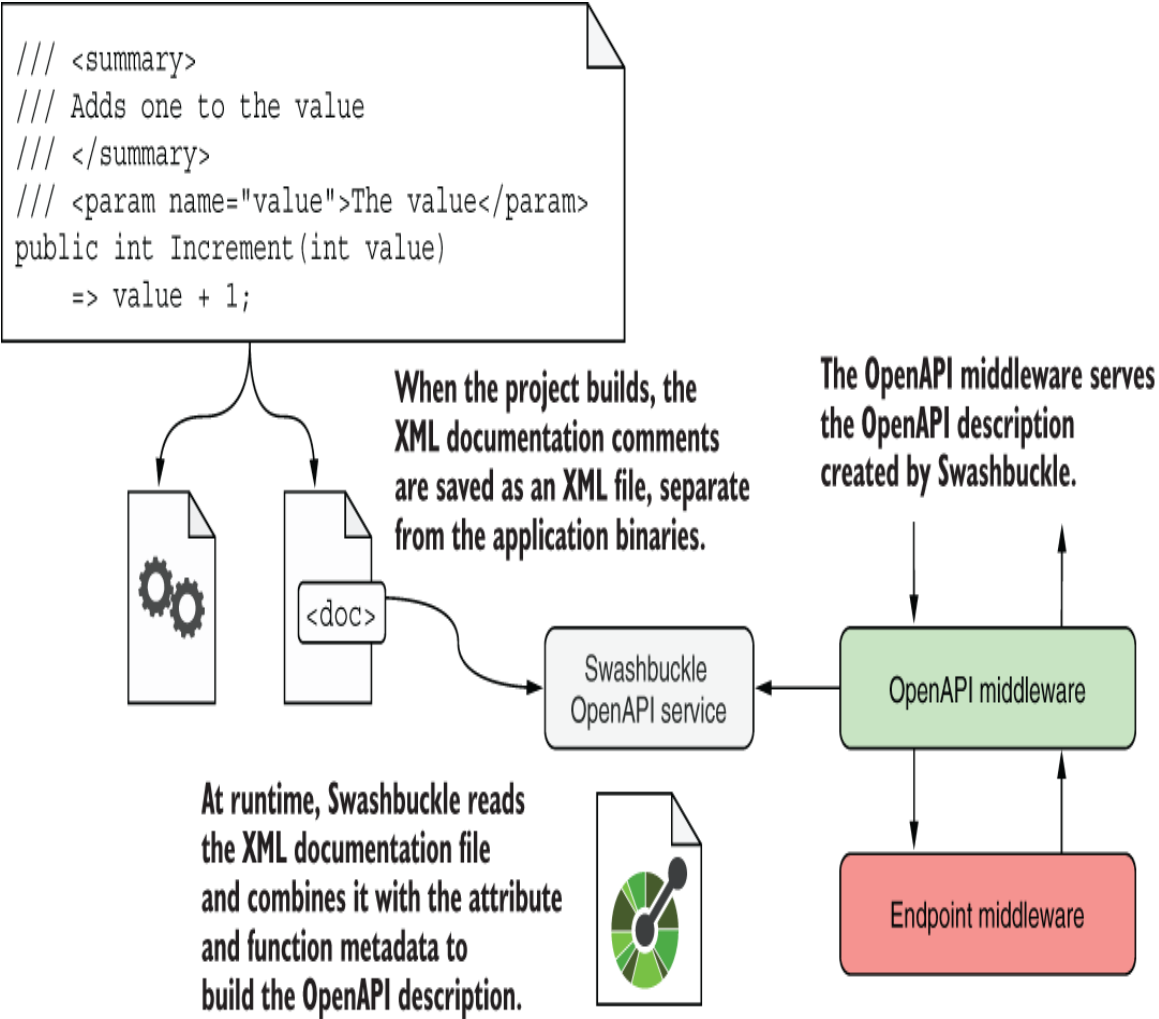 /// <summary>
/// Adds one to the value
/// </summary>
/// <param name="value">The value</param>
public int Increment(int value)
    => value + 1;
When the project builds, the
XML documentation comments
are saved as an XML file, separate
from the application binaries.
The OpenAPI middleware serves
the OpenAPI description
created by Swashbuckle.
<doc>
Swashbuckle
OpenAPI service
OpenAPI middleware
At runtime, Swashbuckle reads
the XML documentation file
and combines it with the attribute
and function metadata to
build the OpenAPI description.
Endpoint middleware